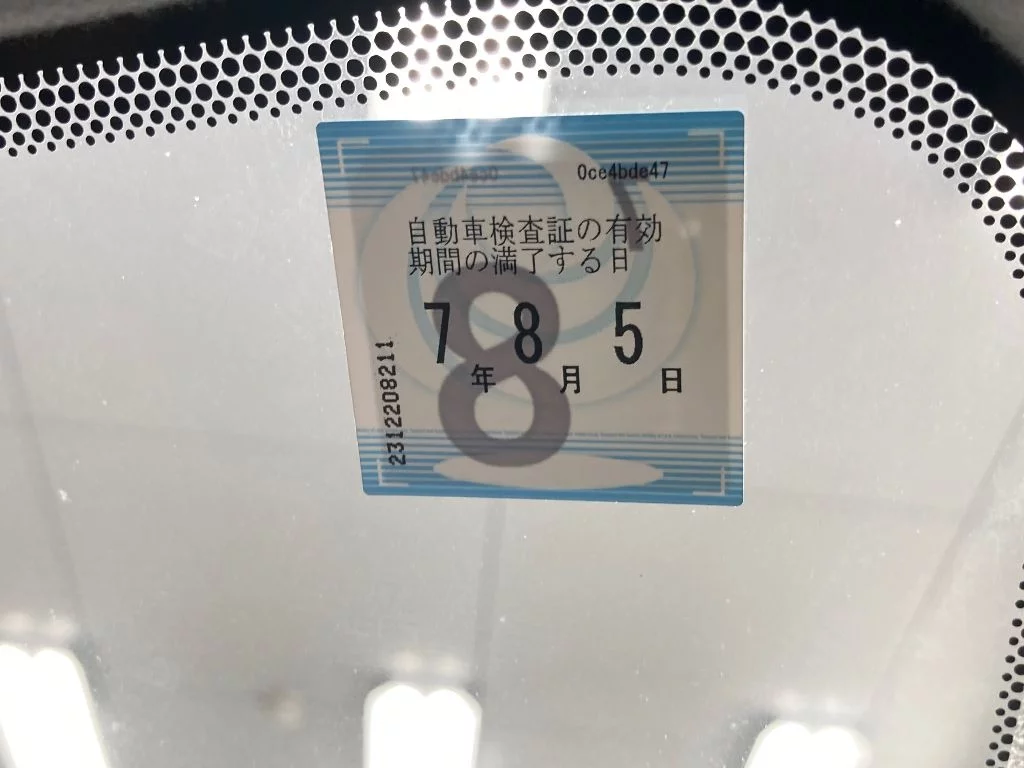 0ce4bde47
自動車検査証の有効
期間の満了する日
7年 8月 5日
2312208211
8